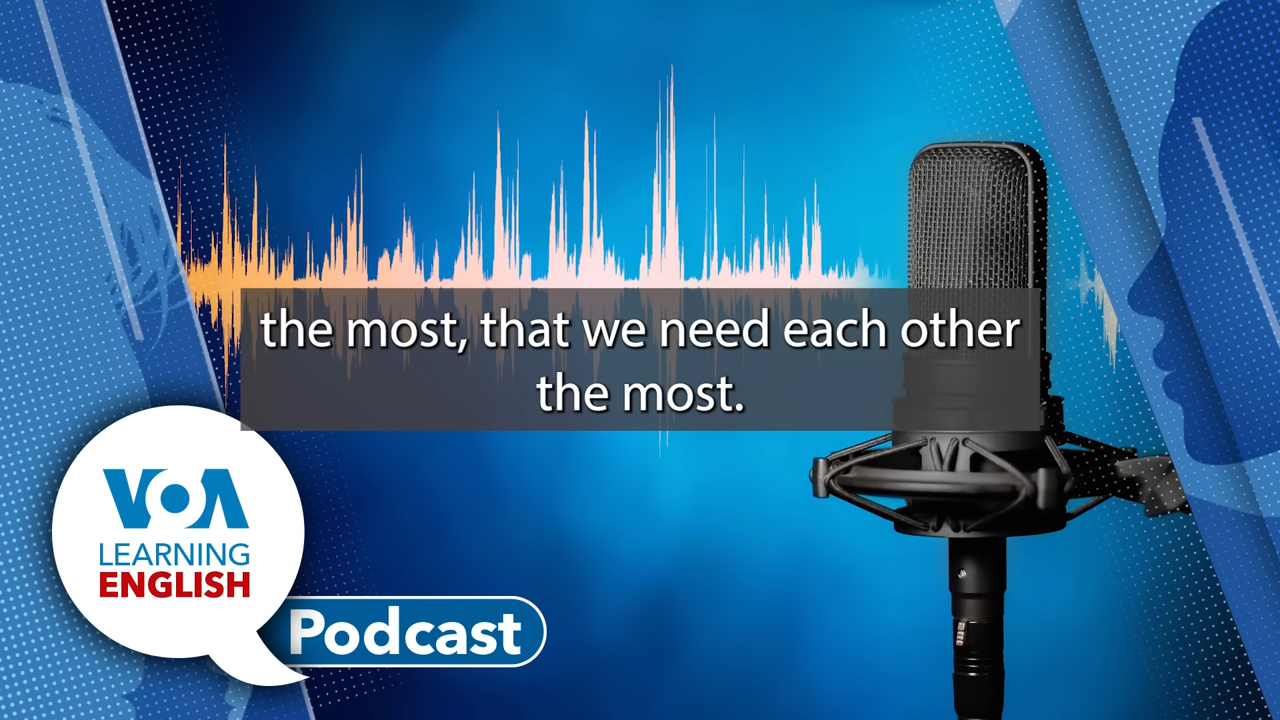 the most, that we need each other
the most.
VOA
LEARNING
ENGLISH
Podcast